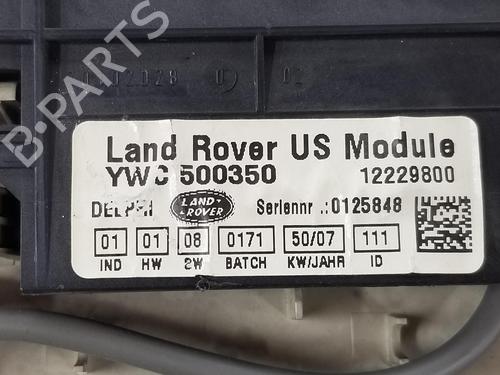 B-PARTS
Land Rover US Module
YWC 500350 12229800
DELPHI LAND ROVER Seriennr .:0125848
01 01 08 0171 50/07 111
IND HW SW BATCH KW/JAHR ID